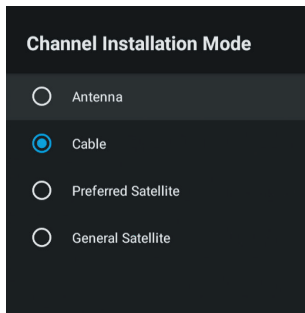 Channel Installation Mode
Antenna
Cable
Preferred Satellite
General Satellite